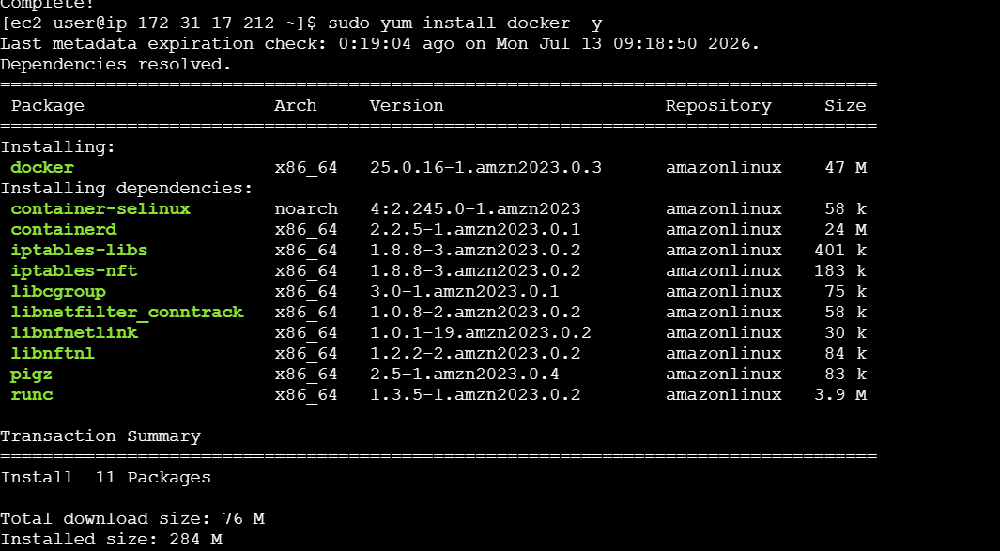 Complete!
[ec2-user@ip-172-31-17-212 ~]$ sudo yum install docker -y
Last metadata expiration check: 0:19:04 ago on Mon Jul 13 09:18:50 2026.
Dependencies resolved.
================================================================================
Package Arch Version Repository Size
================================================================================
Installing:
docker x86_64 25.0.16-1.amzn2023.0.3 amazonlinux 47 M
Installing dependencies:
container-selinux noarch 4:2.245.0-1.amzn2023 amazonlinux 58 k
containerd x86_64 2.2.5-1.amzn2023.0.1 amazonlinux 24 M
iptables-libs x86_64 1.8.8-3.amzn2023.0.2 amazonlinux 401 k
iptables-nft x86_64 1.8.8-3.amzn2023.0.2 amazonlinux 183 k
libcgroup x86_64 3.0-1.amzn2023.0.1 amazonlinux 75 k
libnetfilter_conntrack x86_64 1.0.8-2.amzn2023.0.2 amazonlinux 58 k
libnfnetlink x86_64 1.0.1-19.amzn2023.0.2 amazonlinux 30 k
libnftnl x86_64 1.2.2-2.amzn2023.0.2 amazonlinux 84 k
pigz x86_64 2.5-1.amzn2023.0.4 amazonlinux 83 k
runc x86_64 1.3.5-1.amzn2023.0.2 amazonlinux 3.9 M
Transaction Summary
================================================================================
Install 11 Packages
Total download size: 76 M
Installed size: 284 M